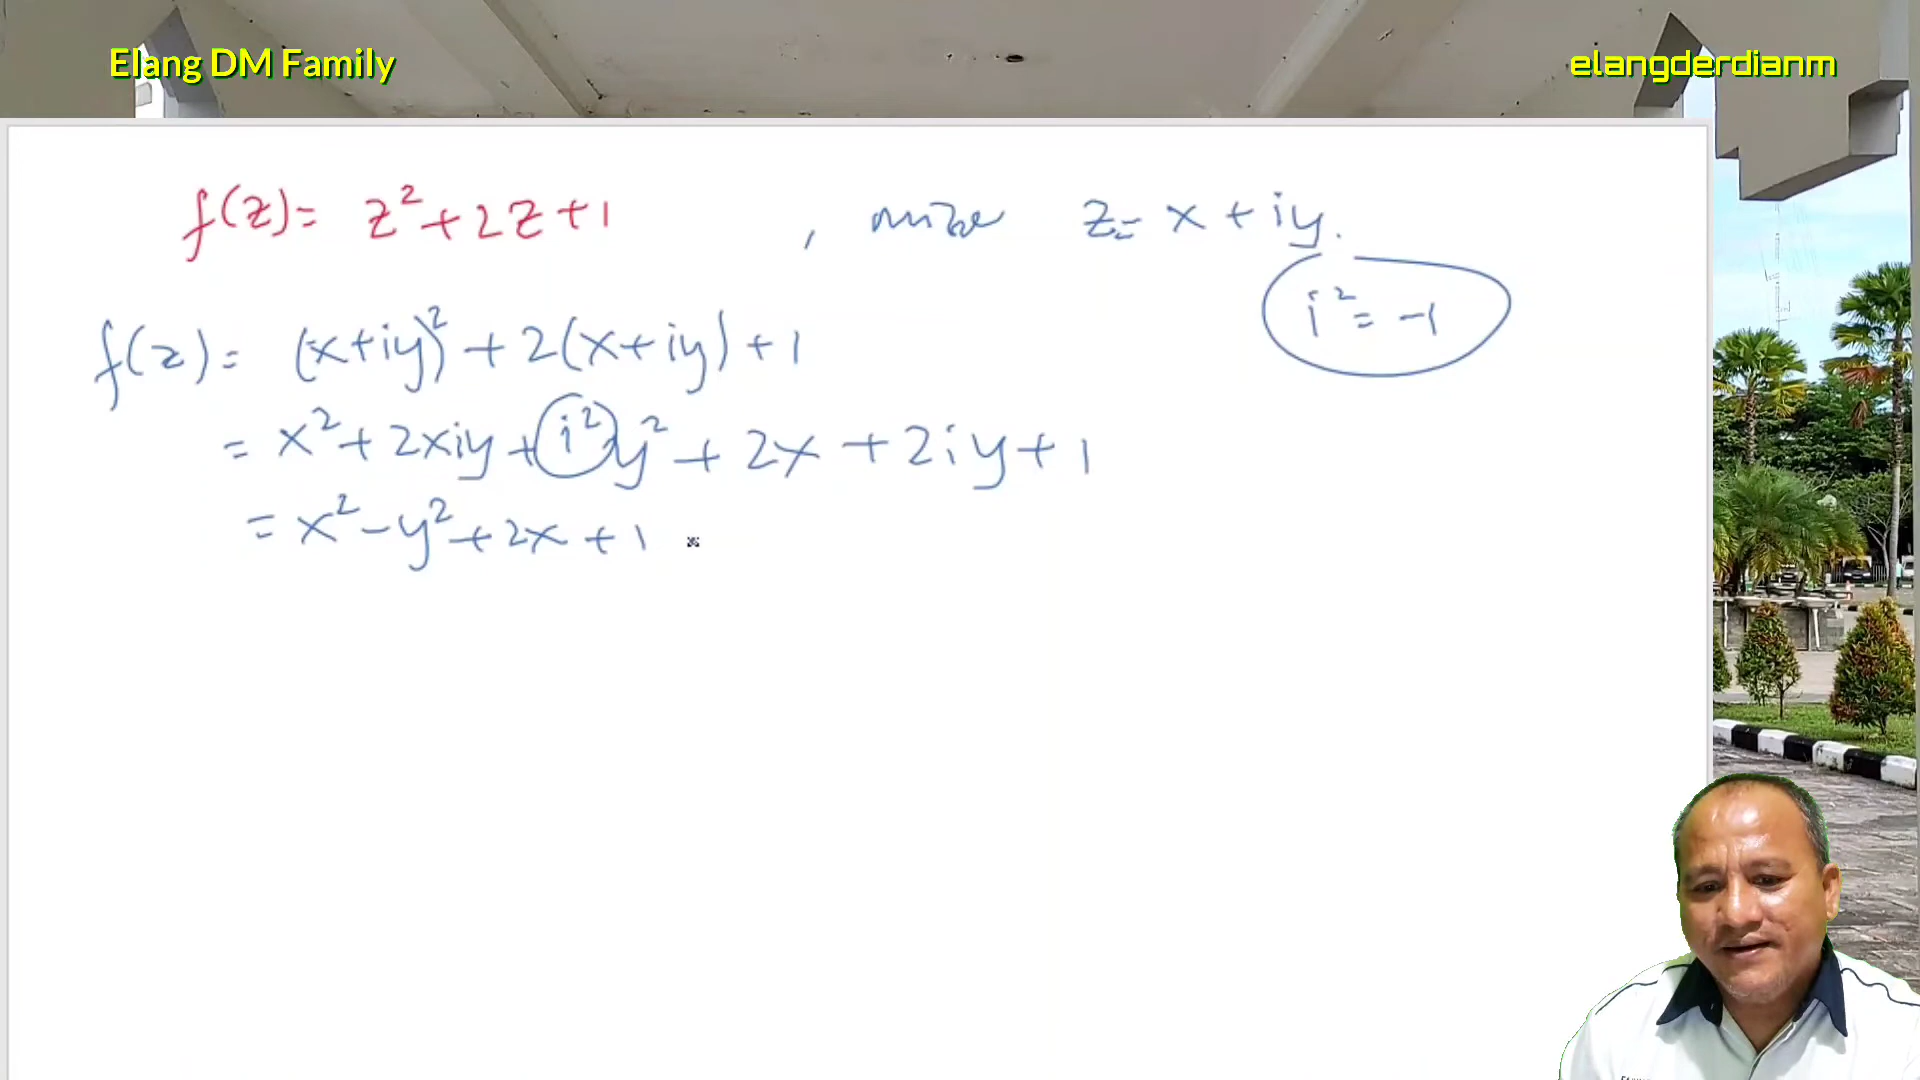 Elang DM Family
elangderdianm
f(z) = z² + 2z + 1 , z = x + iy.
i² = -1
f(z) = (x+iy)² + 2(x+iy) + 1
= x² + 2xiy + i²y² + 2x + 2iy + 1
= x² - y² + 2x + 1